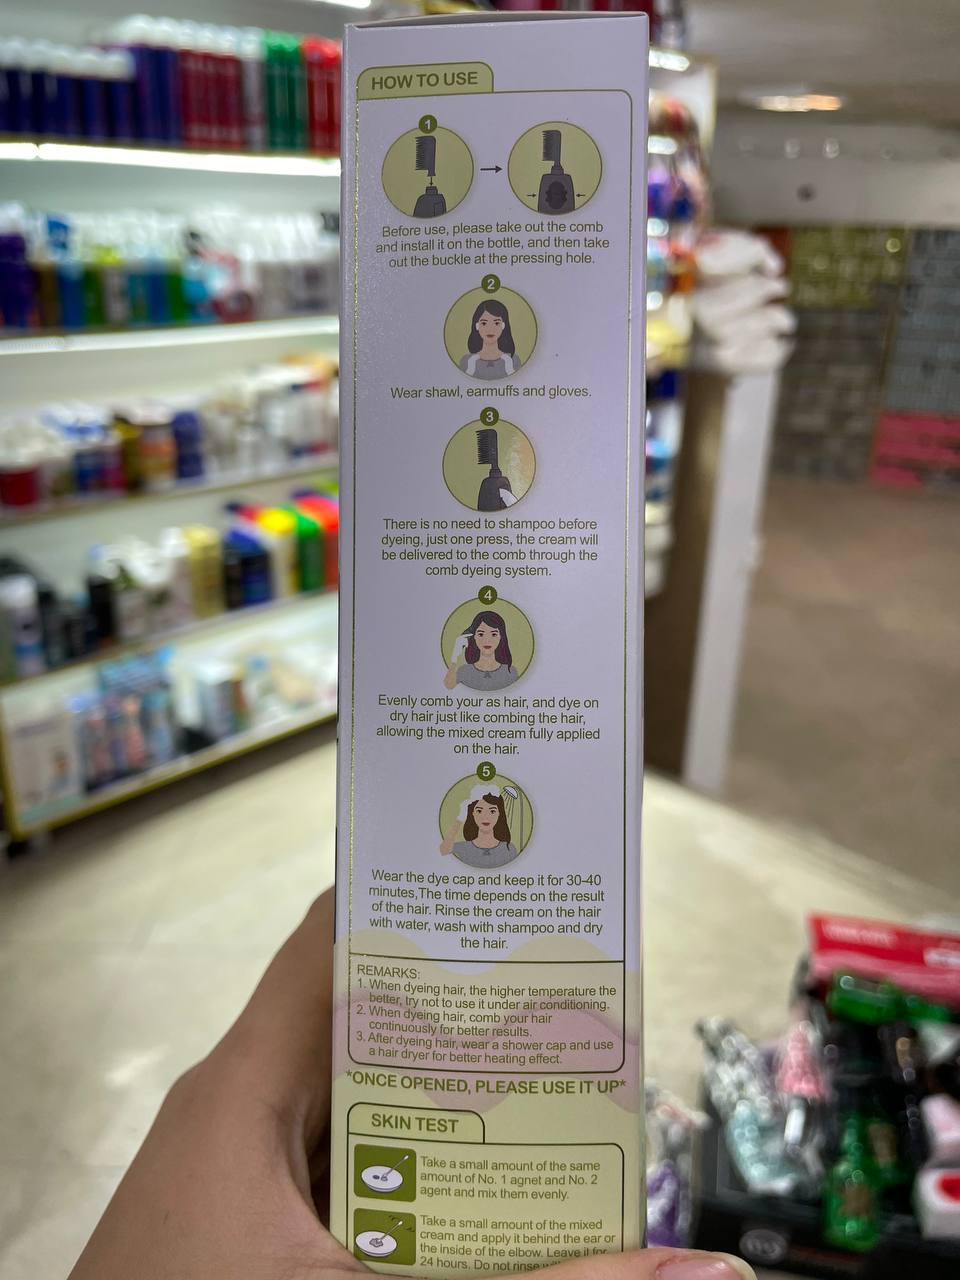 HOW TO USE
1
Before use, please take out the comb
and install it on the bottle, and then take
out the buckle at the pressing hole.
2
Wear shawl, earmuffs and gloves.
3
There is no need to shampoo before
dyeing, just one press, the cream will
be delivered to the comb through the
comb dyeing system.
4
Evenly comb your as hair, and dye on
dry hair just like combing the hair,
allowing the mixed cream fully applied
on the hair.
5
Wear the dye cap and keep it for 30-40
minutes,The time depends on the result
of the hair. Rinse the cream on the hair
with water, wash with shampoo and dry
the hair.
REMARKS:
1. When dyeing hair, the higher temperature the
better, try not to use it under air conditioning.
2. When dyeing hair, comb your hair
continuously for better results.
3. After dyeing hair, wear a shower cap and use
a hair dryer for better heating effect.
*ONCE OPENED, PLEASE USE IT UP*
SKIN TEST
Take a small amount of the same
amount of No. 1 agnet and No. 2
agent and mix them evenly.
Take a small amount of the mixed
cream and apply it behind the ear or
the inside of the elbow. Leave it for
24 hours. Do not rinse